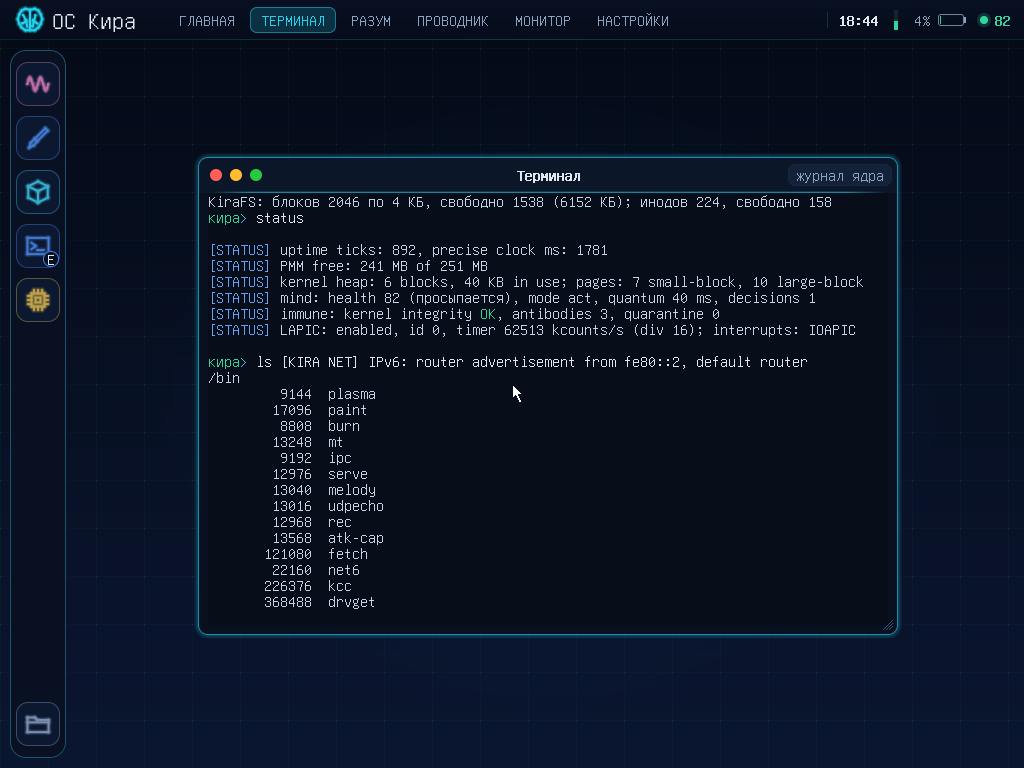 ОС Кира
ГЛАВНАЯ ТЕРМИНАЛ РАЗУМ ПРОВОДНИК МОНИТОР НАСТРОЙКИ
18:44 4% 82
E
Терминал
журнал ядра
KiraFS: блоков 2046 по 4 КБ, свободно 1538 (6152 КБ); инодов 224, свободно 158
кира> status
[STATUS] uptime ticks: 892, precise clock ms: 1781
[STATUS] PMM free: 241 MB of 251 MB
[STATUS] kernel heap: 6 blocks, 40 KB in use; pages: 7 small-block, 10 large-block
[STATUS] mind: health 82 (просыпается), mode act, quantum 40 ms, decisions 1
[STATUS] immune: kernel integrity OK, antibodies 3, quarantine 0
[STATUS] LAPIC: enabled, id 0, timer 62513 kcounts/s (div 16); interrupts: IOAPIC
кира> ls [KIRA NET] IPv6: router advertisement from fe80::2, default router
/bin
9144 plasma
17096 paint
8808 burn
13248 mt
9192 ipc
12976 serve
13040 melody
13016 udpecho
12968 rec
13568 atk-cap
121080 fetch
22160 net6
226376 kcc
368488 drvget